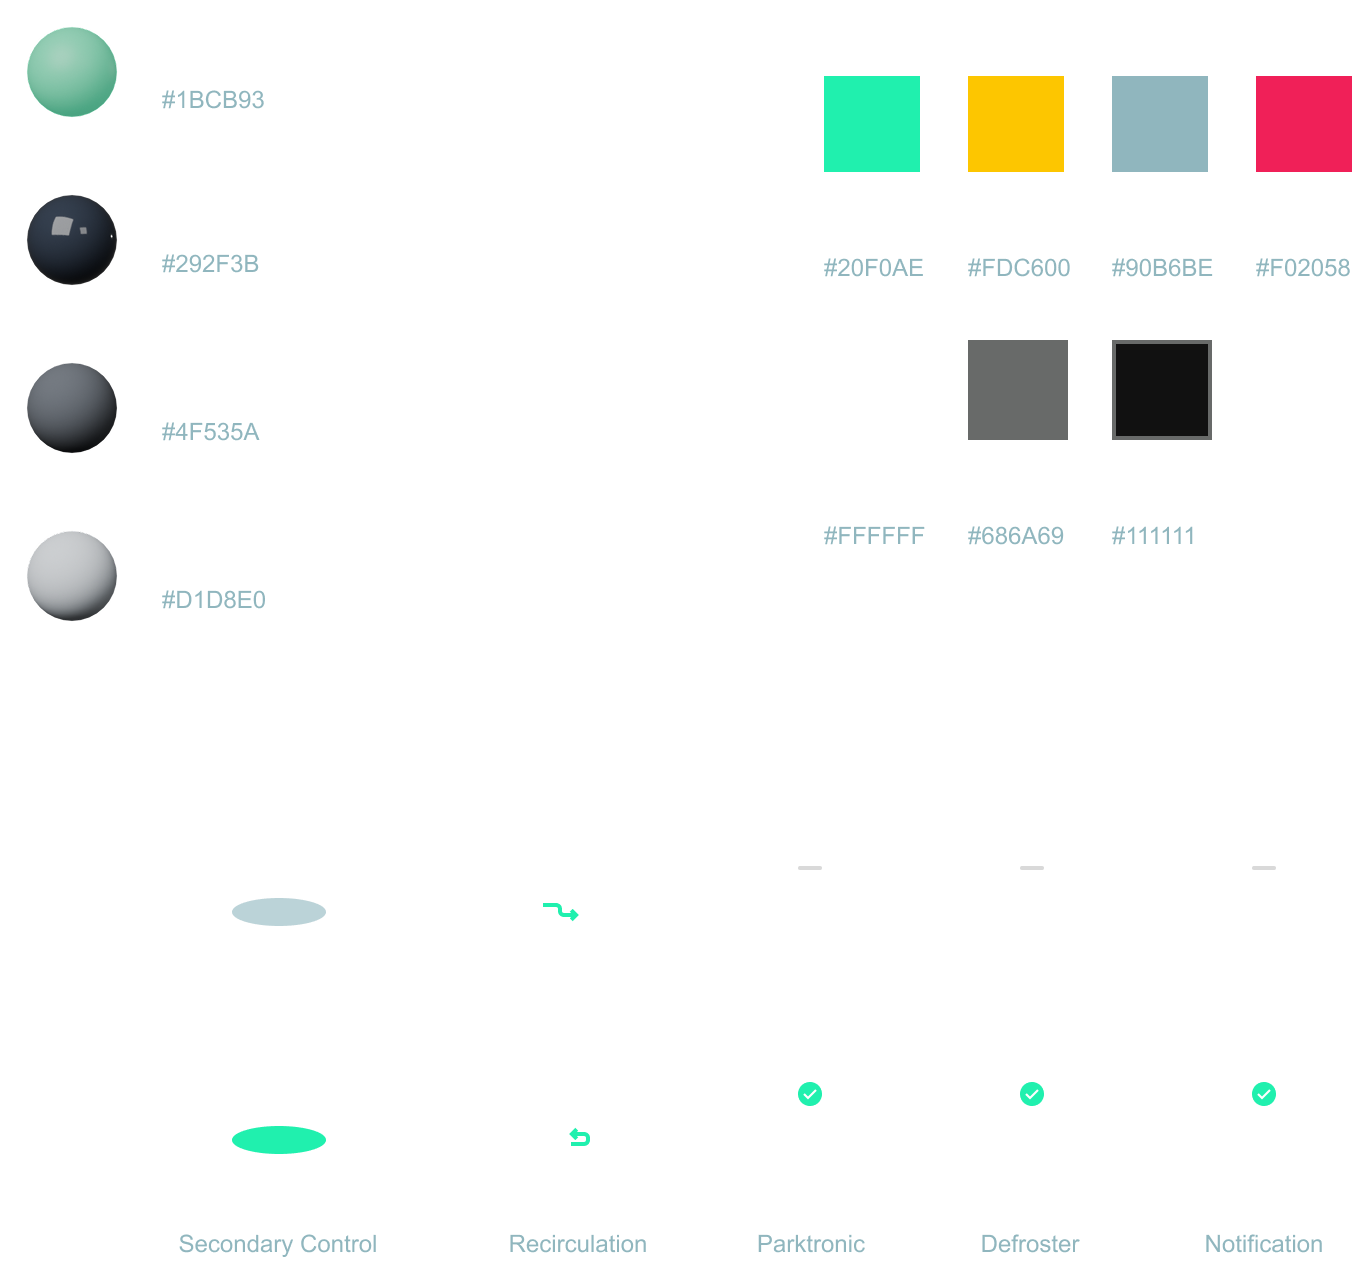 #1BCB93
#292F3B
#4F535A
#D1D8E0
#20F0AE
#FDC600
#90B6BE
#F02058
#FFFFFF
#686A69
#111111
Secondary Control
Recirculation
Parktronic
Defroster
Notification